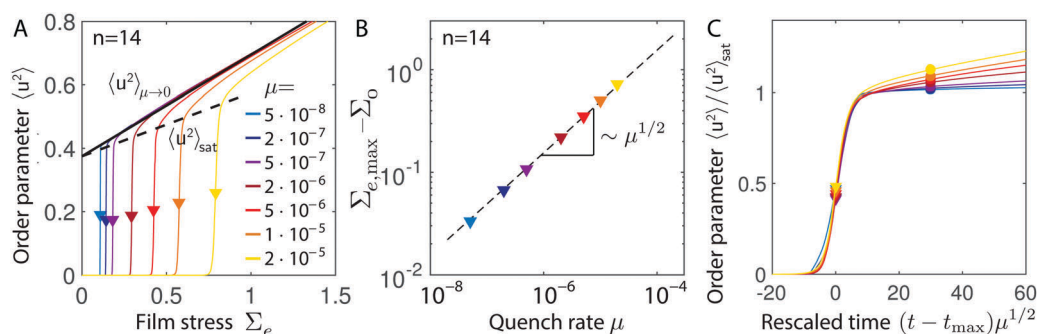 A
n=14
⟨u²⟩μ→0
⟨u²⟩sat
μ=
5·10⁻⁸
2·10⁻⁷
5·10⁻⁷
2·10⁻⁶
5·10⁻⁶
1·10⁻⁵
2·10⁻⁵
Order parameter ⟨u²⟩
0.8
0.6
0.4
0.2
0
0
0.5
1
1.5
Film stress Σe
B
n=14
Σe,max−Σ0
10⁰
10⁻¹
10⁻²
∼ μ^1/2
10⁻⁸
10⁻⁶
10⁻⁴
Quench rate μ
C
Order parameter ⟨u²⟩/⟨u²⟩sat
1
0.5
0
-20
0
20
40
60
Rescaled time (t − tmax)μ^1/2